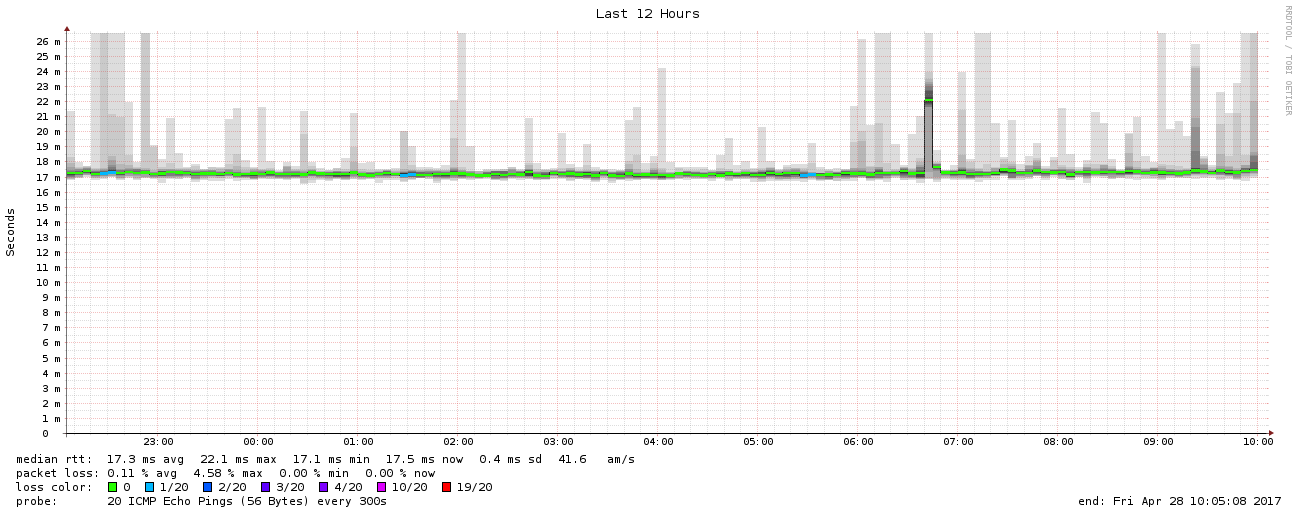 Last 12 Hours
RRDTOOL / TOBI OETIKER
Seconds
26 m
25 m
24 m
23 m
22 m
21 m
20 m
19 m
18 m
17 m
16 m
15 m
14 m
13 m
12 m
11 m
10 m
9 m
8 m
7 m
6 m
5 m
4 m
3 m
2 m
1 m
0
23:00 00:00 01:00 02:00 03:00 04:00 05:00 06:00 07:00 08:00 09:00 10:00
median rtt: 17.3 ms avg 22.1 ms max 17.1 ms min 17.5 ms now 0.4 ms sd 41.6 am/s
packet loss: 0.11 % avg 4.58 % max 0.00 % min 0.00 % now
loss color: 0 1/20 2/20 3/20 4/20 10/20 19/20
probe: 20 ICMP Echo Pings (56 Bytes) every 300s end: Fri Apr 28 10:05:08 2017